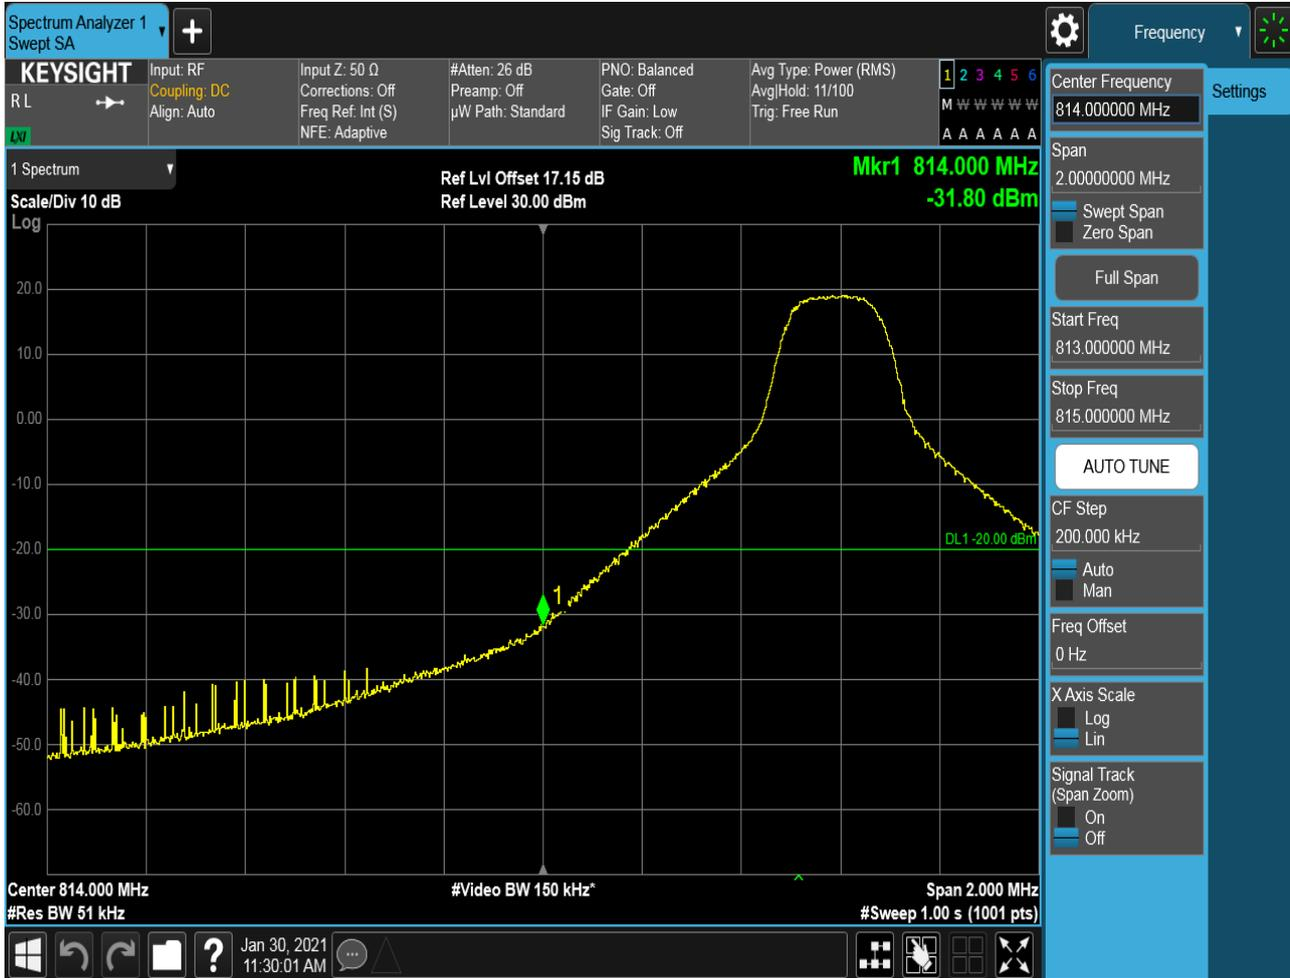 Spectrum Analyzer 1
Swept SA
Frequency
KEYSIGHT
R L
LXI
Input: RF
Coupling: DC
Align: Auto
Input Z: 50 Ω
Corrections: Off
Freq Ref: Int (S)
NFE: Adaptive
#Atten: 26 dB
Preamp: Off
µW Path: Standard
PNO: Balanced
Gate: Off
IF Gain: Low
Sig Track: Off
Avg Type: Power (RMS)
Avg|Hold: 11/100
Trig: Free Run
1 2 3 4 5 6
M W W W W W
A A A A A A
1 Spectrum
Scale/Div 10 dB
Log
Ref Lvl Offset 17.15 dB
Ref Level 30.00 dBm
Mkr1 814.000 MHz
-31.80 dBm
20.0
10.0
0.00
-10.0
-20.0
-30.0
-40.0
-50.0
-60.0
DL1 -20.00 dBm
1
Center 814.000 MHz
#Res BW 51 kHz
#Video BW 150 kHz*
Span 2.000 MHz
#Sweep 1.00 s (1001 pts)
Center Frequency
814.000000 MHz
Span
2.00000000 MHz
Swept Span
Zero Span
Full Span
Start Freq
813.000000 MHz
Stop Freq
815.000000 MHz
AUTO TUNE
CF Step
200.000 kHz
Auto
Man
Freq Offset
0 Hz
X Axis Scale
Log
Lin
Signal Track
(Span Zoom)
On
Off
Settings
?
Jan 30, 2021
11:30:01 AM